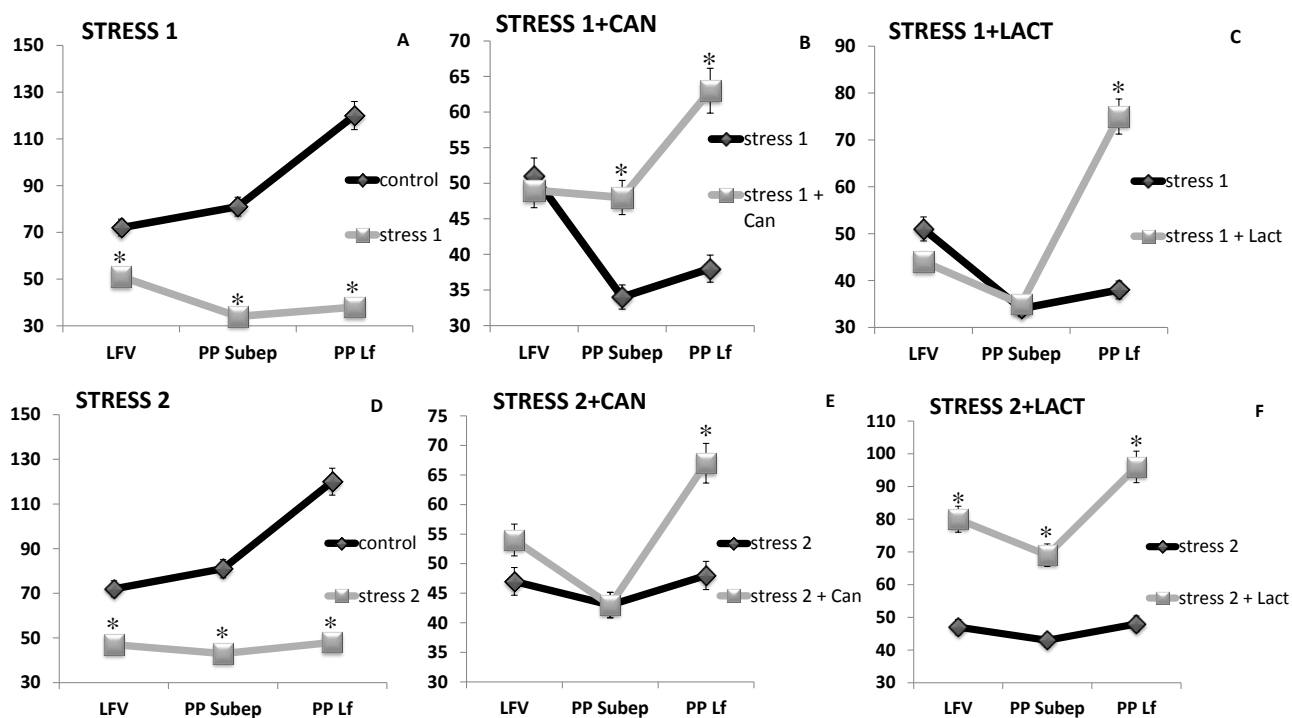 STRESS 1
A
150
130
110
90
70
50
30
control
stress 1
*
*
*
LFV
PP Subep
PP Lf
STRESS 1+CAN
B
70
65
60
55
50
45
40
35
30
stress 1
stress 1 +
Can
*
*
LFV
PP Subep
PP Lf
STRESS 1+LACT
C
90
80
70
60
50
40
30
stress 1
stress 1 + Lact
*
LFV
PP Subep
PP Lf
STRESS 2
D
150
130
110
90
70
50
30
control
stress 2
*
*
*
LFV
PP Subep
PP Lf
STRESS 2+CAN
E
75
70
65
60
55
50
45
40
35
30
stress 2
stress 2 + Can
*
LFV
PP Subep
PP Lf
STRESS 2+LACT
F
110
100
90
80
70
60
50
40
30
stress 2
stress 2 + Lact
*
*
*
LFV
PP Subep
PP Lf